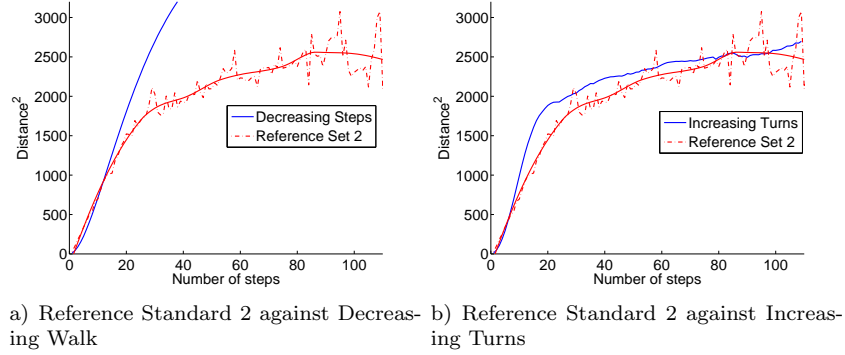 3000
2500
2000
1500
1000
500
0
Distance²
0 20 40 60 80 100
Number of steps
Decreasing Steps
Reference Set 2
3000
2500
2000
1500
1000
500
0
Distance²
0 20 40 60 80 100
Number of steps
Increasing Turns
Reference Set 2
a) Reference Standard 2 against Decreas-
ing Walk
b) Reference Standard 2 against Increas-
ing Turns